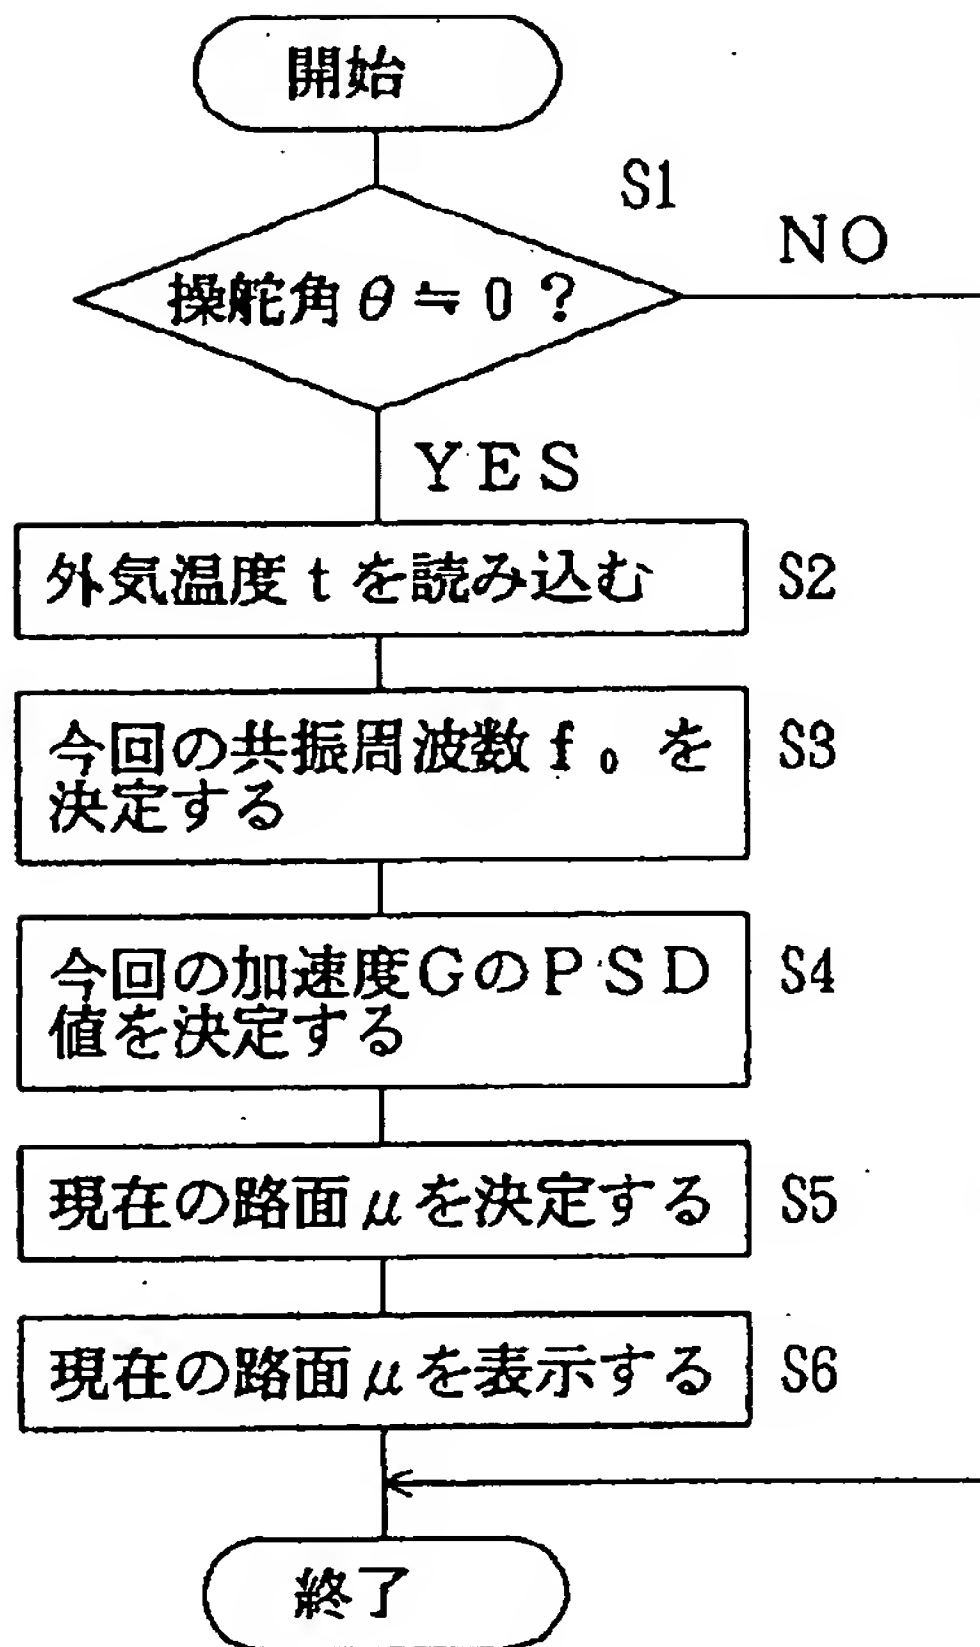 開始
S1
NO
操舵角θ≒0?
YES
外気温度tを読み込む
S2
今回の共振周波数f₀を
決定する
S3
今回の加速度GのPSD
値を決定する
S4
現在の路面μを決定する
S5
現在の路面μを表示する
S6
終了